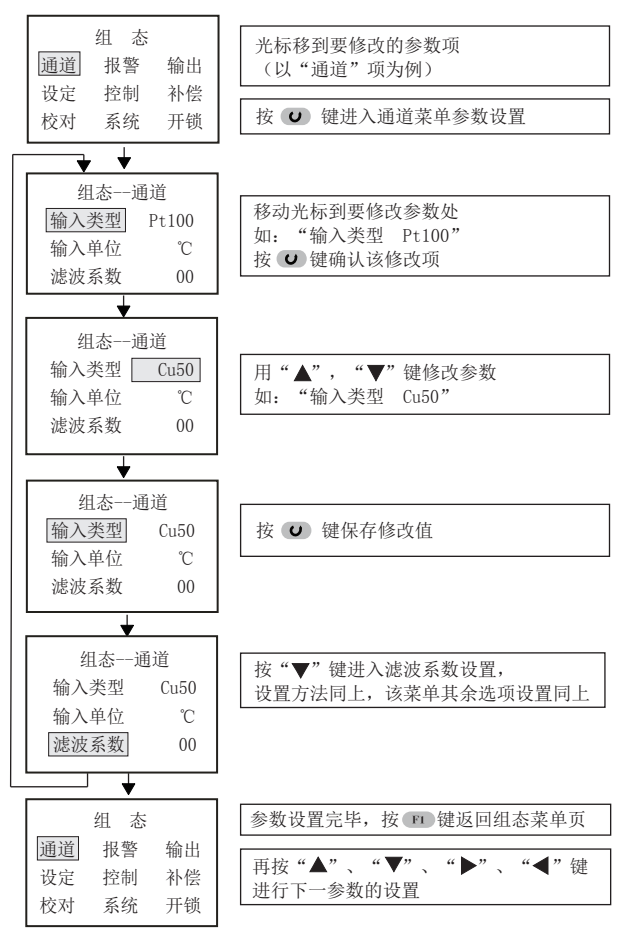 组 态
通道 报警 输出
设定 控制 补偿
校对 系统 开锁
光标移到要修改的参数项
（以“通道”项为例）
按 键进入通道菜单参数设置
组态--通道
输入类型 Pt100
输入单位 ℃
滤波系数 00
移动光标到要修改参数处
如：“输入类型 Pt100”
按 键确认该修改项
组态--通道
输入类型 Cu50
输入单位 ℃
滤波系数 00
用“▲”，“▼”键修改参数
如：“输入类型 Cu50”
组态--通道
输入类型 Cu50
输入单位 ℃
滤波系数 00
按 键保存修改值
组态--通道
输入类型 Cu50
输入单位 ℃
滤波系数 00
按“▼”键进入滤波系数设置，
设置方法同上，该菜单其余选项设置同上
组 态
通道 报警 输出
设定 控制 补偿
校对 系统 开锁
参数设置完毕，按 F1 键返回组态菜单页
再按“▲”、“▼”、“▶”、“◀”键
进行下一参数的设置